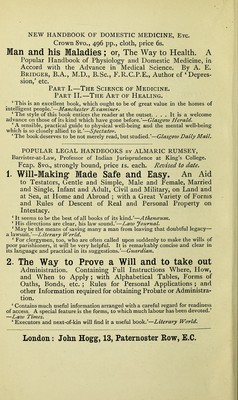 NEW HANDBOOK OF DOMESTIC MEDICINE, ETC.
Crown 8vo., 496 pp., cloth, price 6s.
Man and his Maladies; or, The Way to Health. A
Popular Handbook of Physiology and Domestic Medicine, in
Accord with the Advance in Medical Science. By A. E.
BRIDGER, B.A., M.D., B.Sc., F.R.C.P.E., Author of 'Depres-
sion,' etc.
PART I.—THE SCIENCE OF MEDICINE.
PART II.—THE ART OF HEALING.
'This is an excellent book, which ought to be of great value in the homes of
intelligent people.'—Manchester Examiner.
'The style of this book entices the reader at the outset. . . . It is a welcome
advance on those of its kind which have gone before.'—Glasgow Herald.
'A sensible, practical guide to physical well-being and the mental well-being
which is so closely allied to it.'—Spectator.
'The book deserves to be not merely read, but studied.'—Glasgow Daily Mail.
POPULAR LEGAL HANDBOOKS BY ALMARIC RUMSEY,
Barrister-at-Law, Professor of Indian Jurisprudence at King's College.
Fcap. 8vo., strongly bound, price 1s. each. Revised to date.
1. Will-Making Made Safe and Easy. An Aid
to Testators, Gentle and Simple, Male and Female, Married
and Single, Infant and Adult, Civil and Military, on Land and
at Sea, at Home and Abroad; with a Great Variety of Forms
and Rules of Descent of Real and Personal Property on
Intestacy.
'It seems to be the best of all books of its kind.'—Athenæum.
'His directions are clear, his law sound.'—Law Journal.
'May be the means of saving many a man from leaving that doubtful legacy—
a lawsuit.'—Literary World.
'For clergymen, too, who are often called upon suddenly to make the wills of
poor parishioners, it will be very helpful. It is remarkably concise and clear in
its language and practical in its suggestions.'—Guardian.
2. The Way to Prove a Will and to take out
Administration. Containing Full Instructions Where, How,
and When to Apply; with Alphabetical Tables, Forms of
Oaths, Bonds, etc.; Rules for Personal Applications; and
other Information required for obtaining Probate or Administra-
tion.
'Contains much useful information arranged with a careful regard for readiness
of access. A special feature is the forms, to which much labour has been devoted.'
—Law Times.
'Executors and next-of-kin will find it a useful book.'—Literary World.
London: John Hogg, 13, Paternoster Row, E.C.